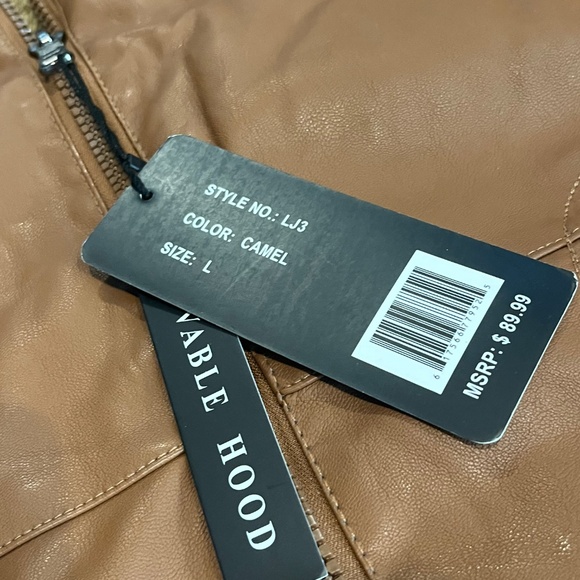 STYLE NO.: LJ3
COLOR: CAMEL
SIZE: L
MSRP: $ 89.99
VABLE HOOD